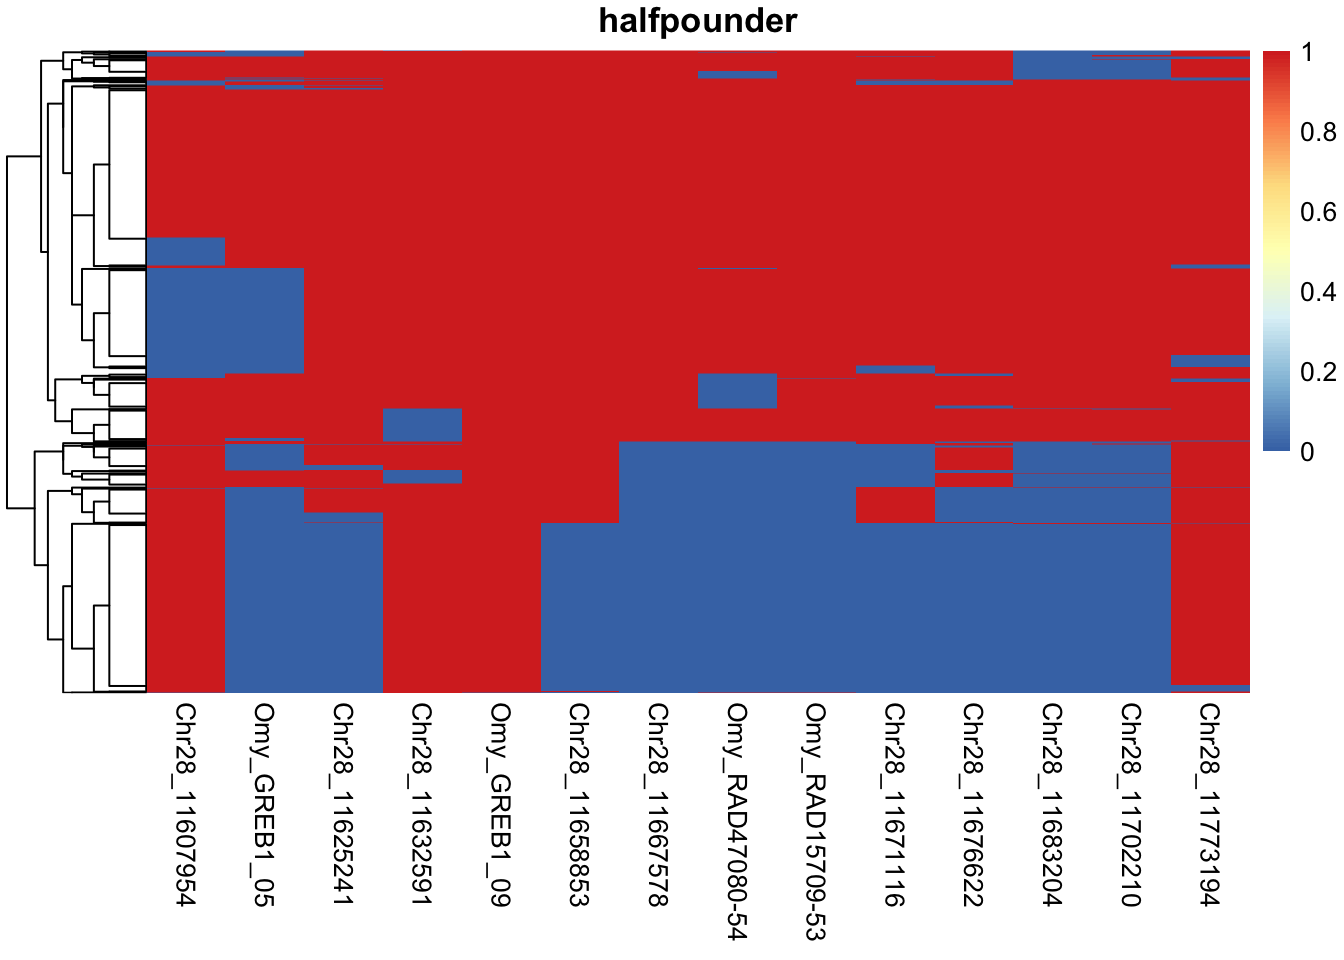 halfpounder
1
0.8
0.6
0.4
0.2
0
Chr28_11607954
Omy_GREB1_05
Chr28_11625241
Chr28_11632591
Omy_GREB1_09
Chr28_11658853
Chr28_11667578
Omy_RAD47080-54
Omy_RAD15709-53
Chr28_11671116
Chr28_11676622
Chr28_11683204
Chr28_11702210
Chr28_11773194